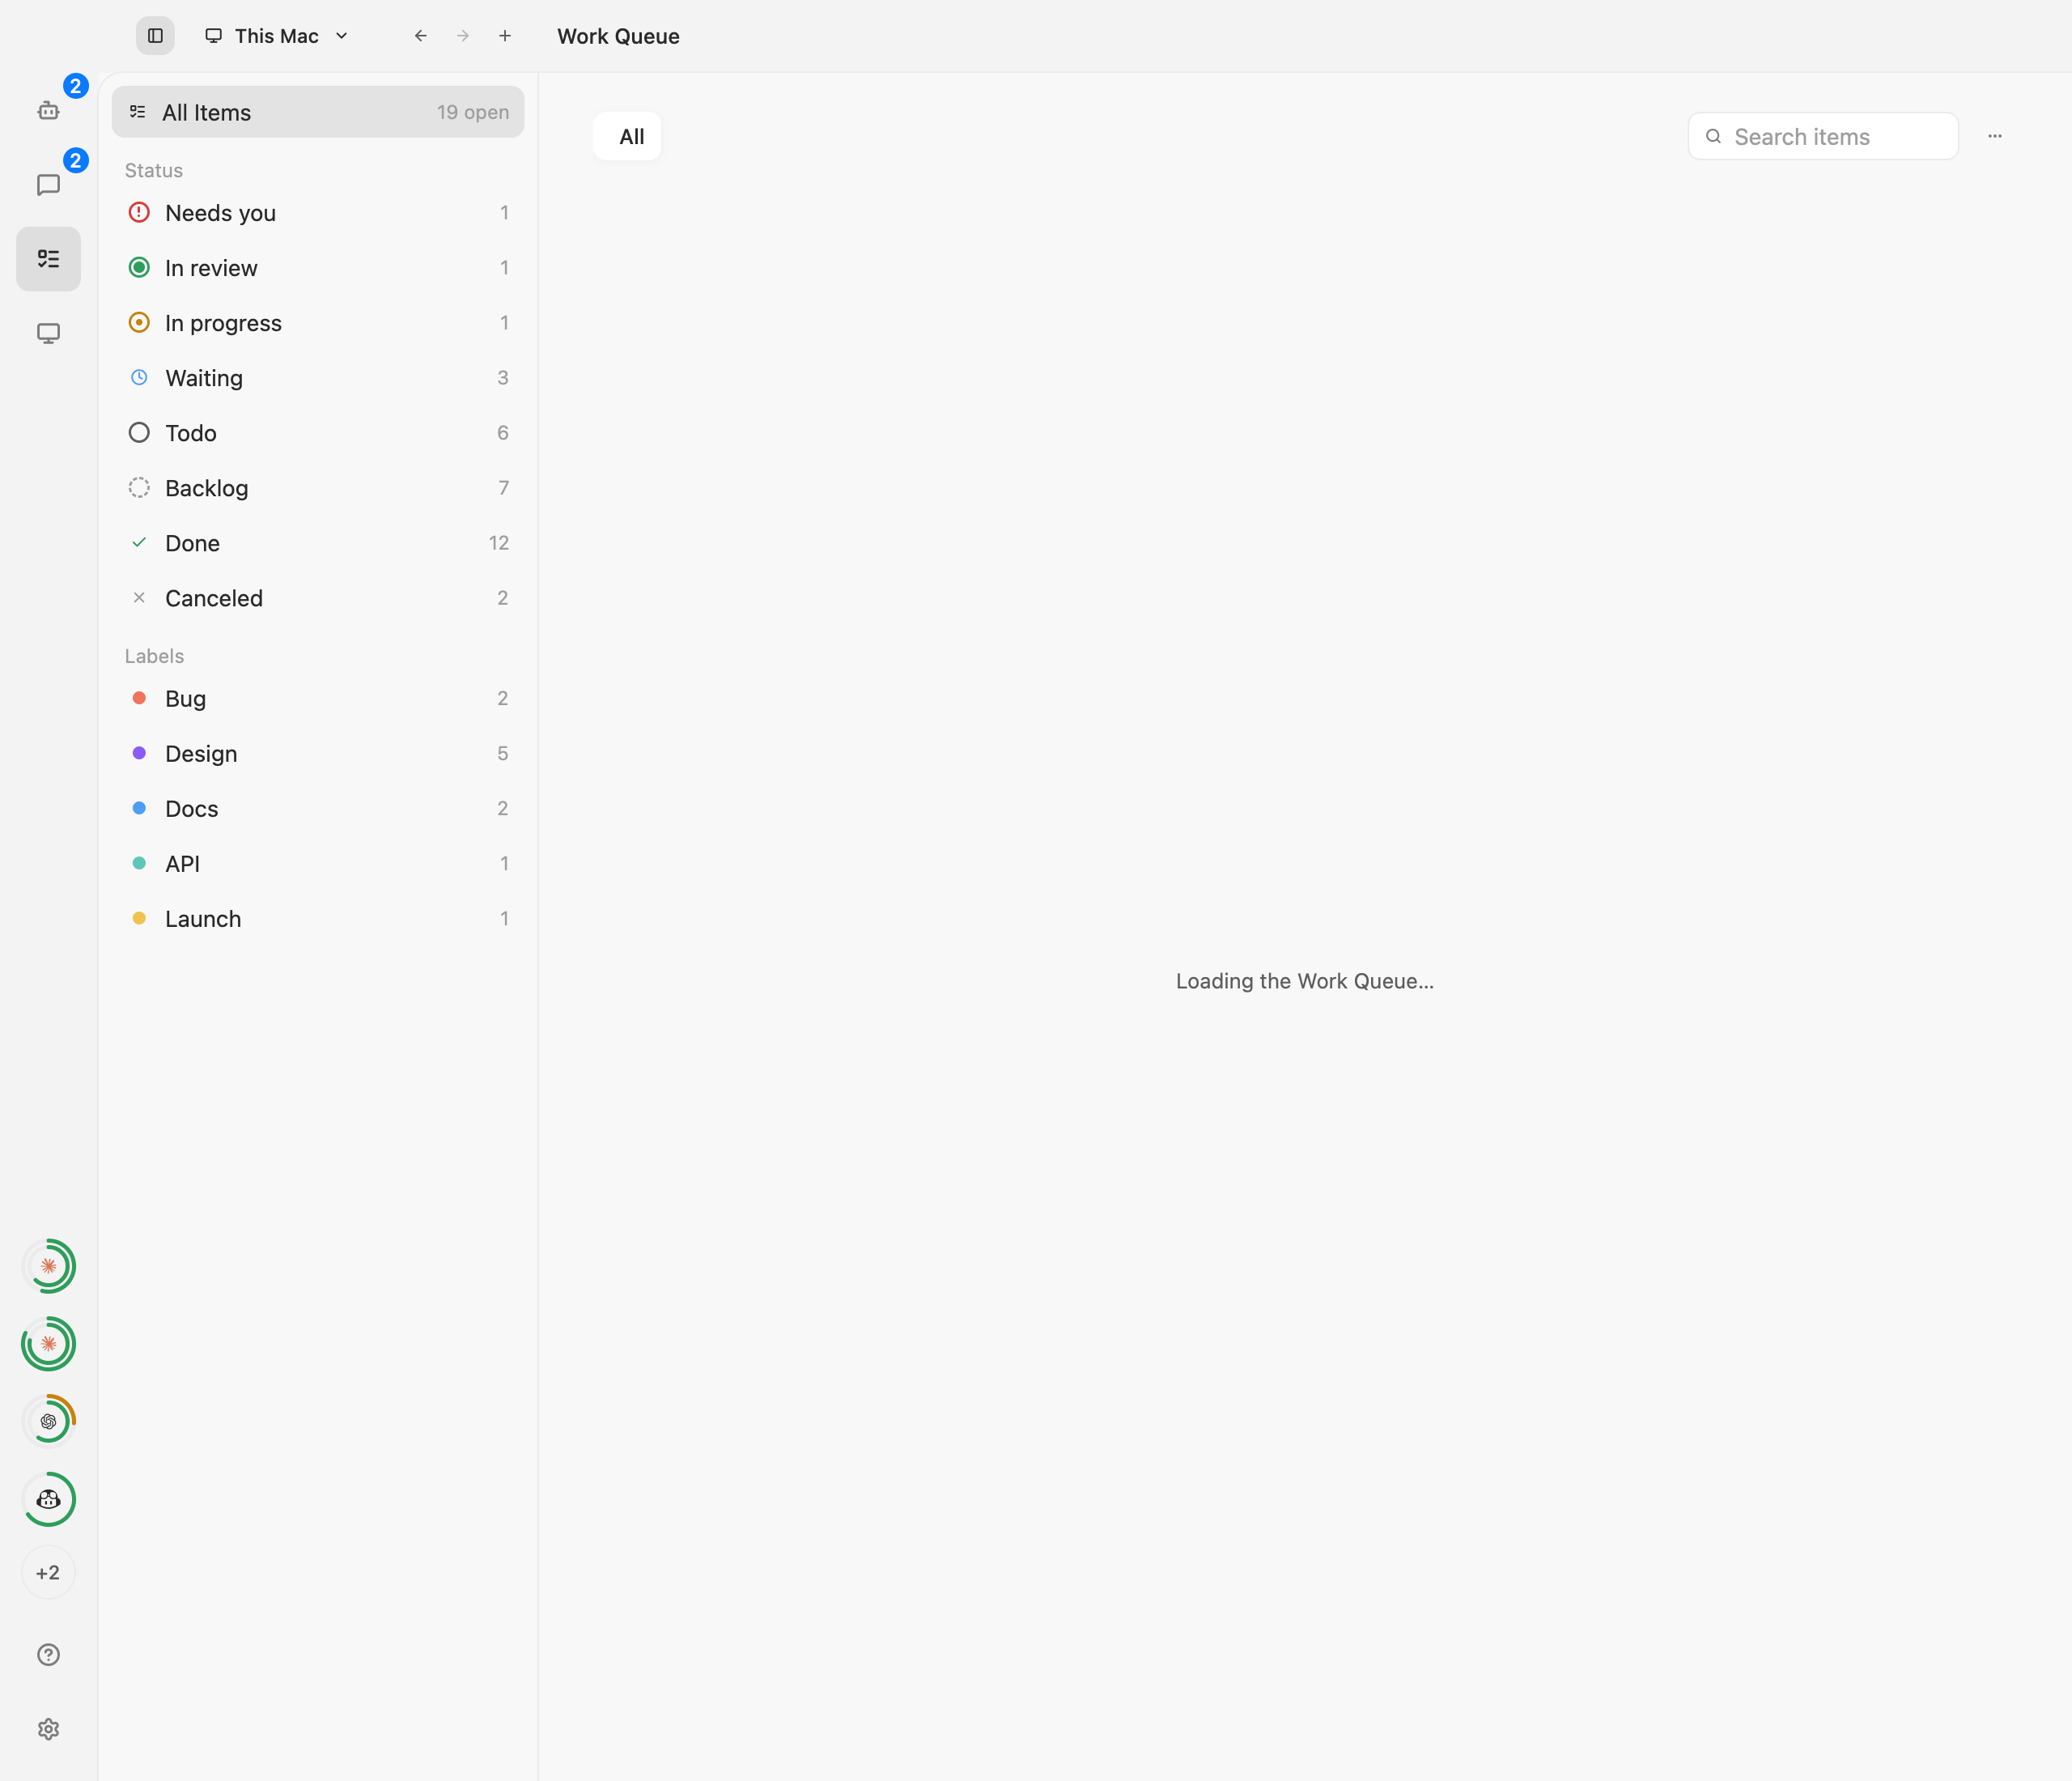 This Mac
Work Queue
2
2
All Items 19 open
All
Search items
Status
Needs you 1
In review 1
In progress 1
Waiting 3
Todo 6
Backlog 7
Done 12
Canceled 2
Labels
Bug 2
Design 5
Docs 2
API 1
Launch 1
Loading the Work Queue...
+2